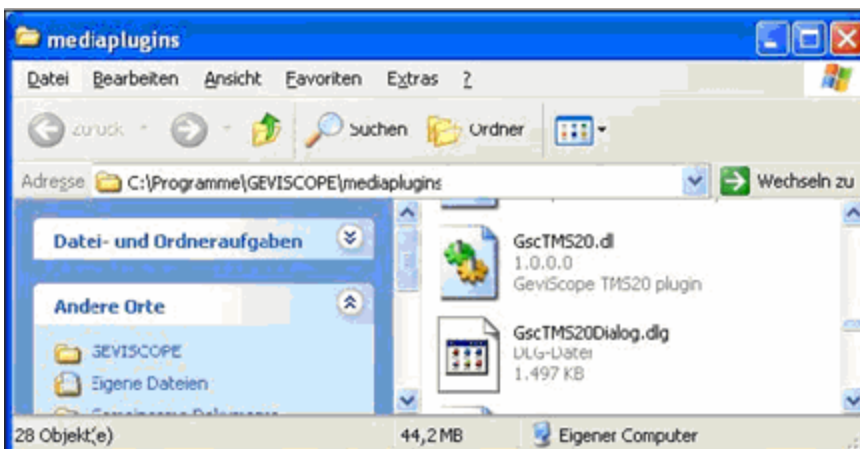 mediaplugins
Datei Bearbeiten Ansicht Favoriten Extras ?
Zurück Suchen Ordner
Adresse C:\Programme\GEVISCOPE\mediaplugins Wechseln zu
Datei- und Ordneraufgaben
Andere Orte
GEVISCOPE
Eigene Dateien
Gemeinsame Dokumente
GscTMS20.dl
1.0.0.0
GeviScope TMS20 plugin
GscTMS20Dialog.dlg
DLG-Datei
1.497 KB
28 Objekt(e) 44,2 MB Eigener Computer